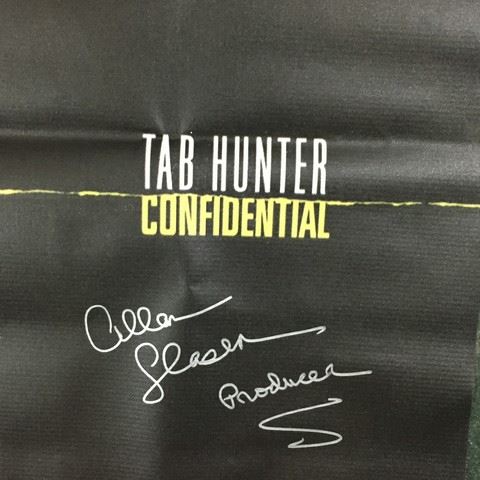 TAB HUNTER
CONFIDENTIAL
Allan
Glaser
Producer